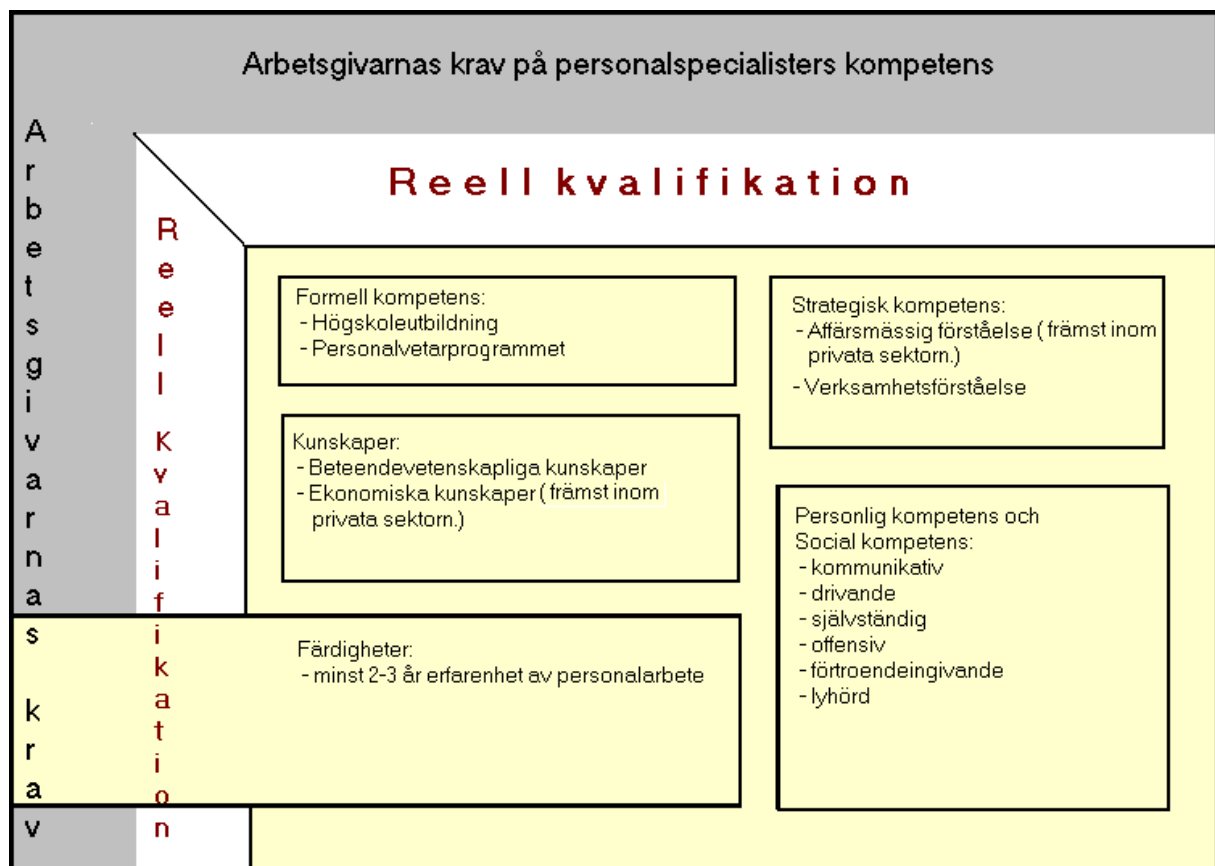 Arbetsgivarnas krav på personalspecialisters kompetens
Arbetsgivarnas krav
Reell kvalifikation
Reell Kvalifikation
Formell kompetens:
- Högskoleutbildning
- Personalvetarprogrammet
Kunskaper:
- Beteendevetenskapliga kunskaper
- Ekonomiska kunskaper (främst inom
privata sektorn.)
Färdigheter:
- minst 2-3 år erfarenhet av personalarbete
Strategisk kompetens:
- Affärsmässig förståelse (främst inom
privata sektorn.)
- Verksamhetsförståelse
Personlig kompetens och
Social kompetens:
- kommunikativ
- drivande
- självständig
- offensiv
- förtroendeingivande
- lyhörd